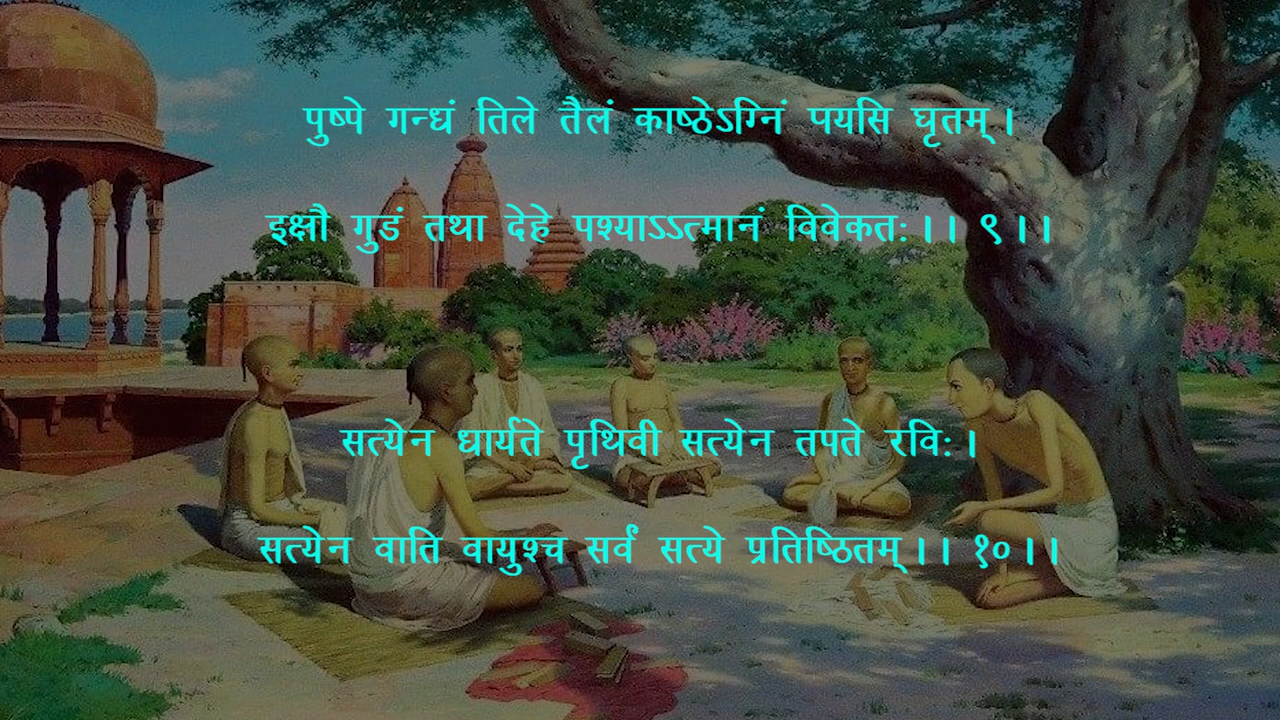 पुष्पे गन्धं तिले तैलं काष्ठेऽग्निं पयसि घृतम् ।
इक्षौ गुडं तथा देहे पश्याऽऽत्मानं विवेकतः ।। ९ ।।
सत्येन धार्यते पृथिवी सत्येन तपते रविः ।
सत्येन वाति वायुश्च सर्वं सत्ये प्रतिष्ठितम् ।। १० ।।